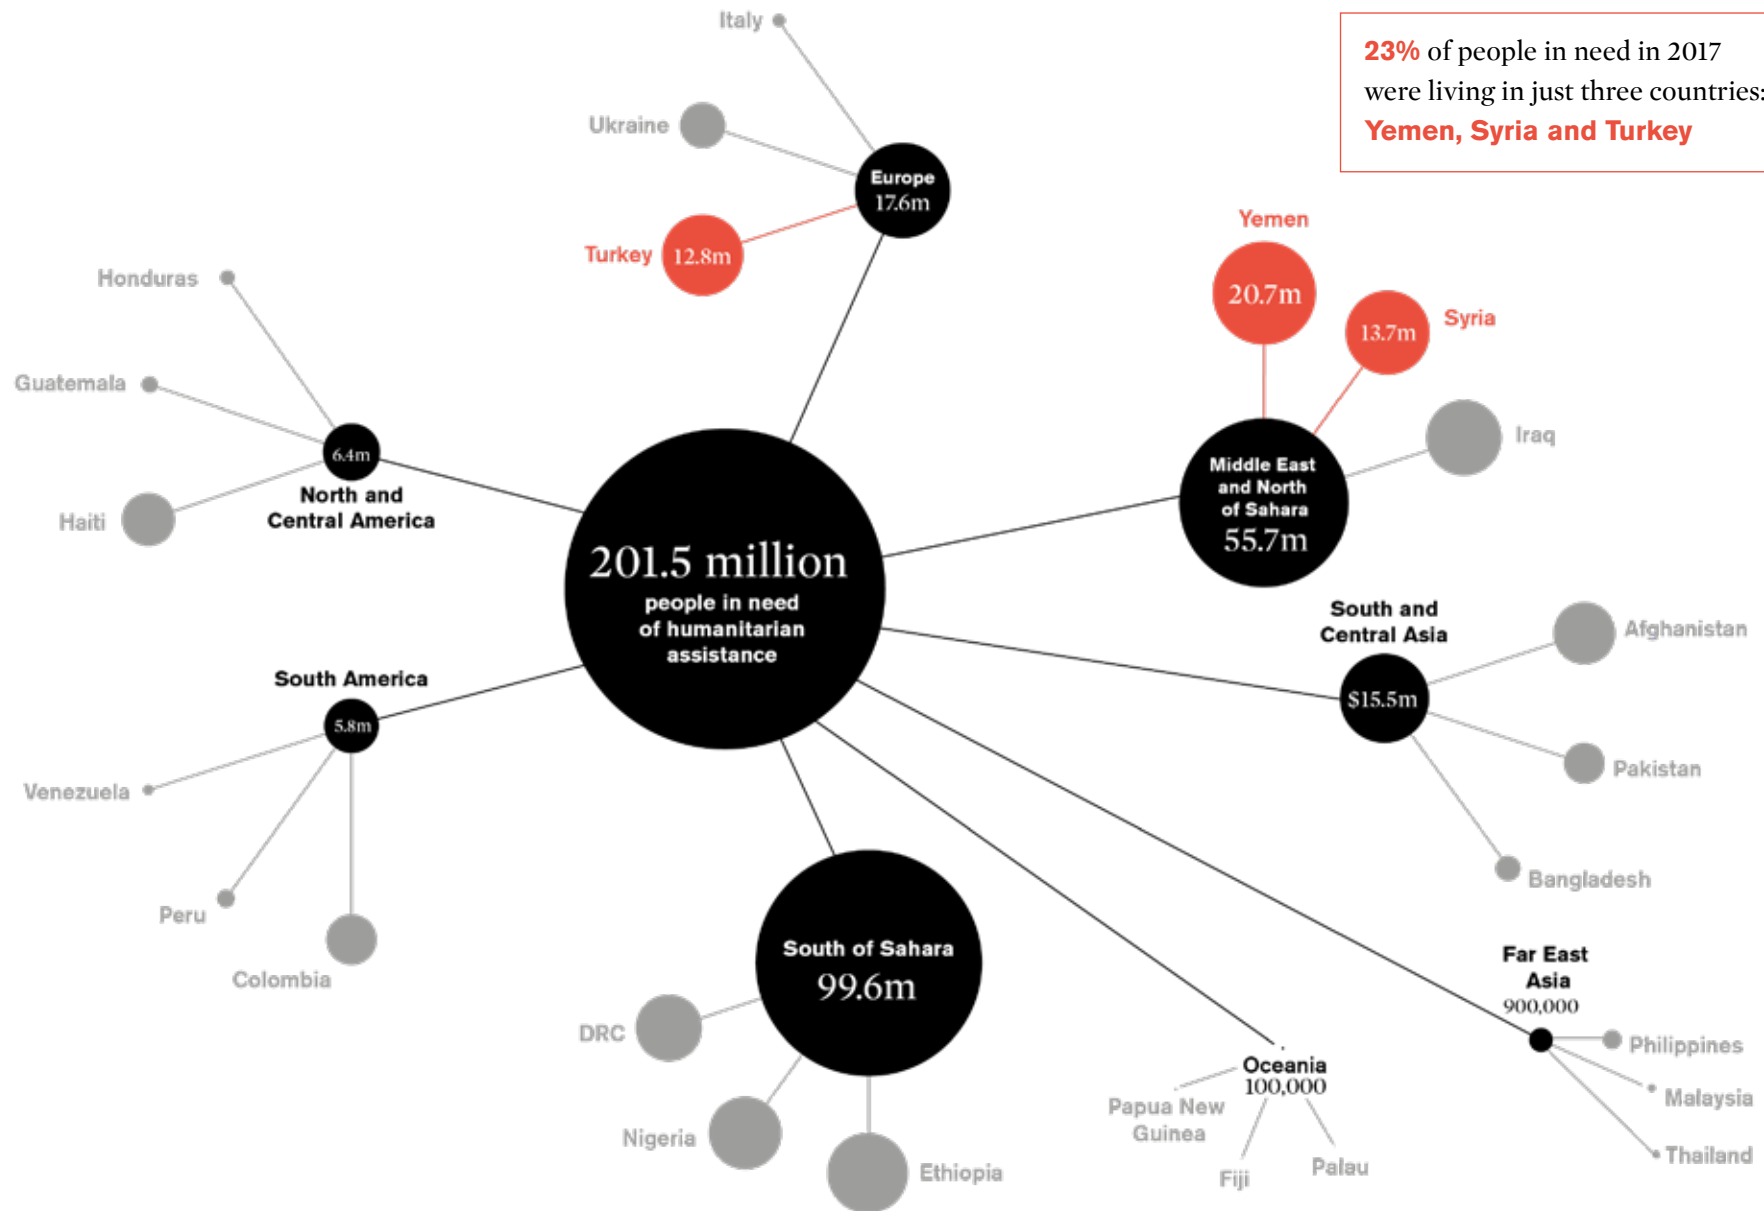 23% of people in need in 2017
were living in just three countries:
Yemen, Syria and Turkey
Italy
Ukraine
Turkey
12.8m
Europe
17.6m
Yemen
20.7m
Syria
13.7m
Iraq
Middle East
and North
of Sahara
55.7m
Honduras
Guatemala
Haiti
6.4m
North and
Central America
201.5 million
people in need
of humanitarian
assistance
South and
Central Asia
$15.5m
Afghanistan
Pakistan
Bangladesh
South America
5.8m
Venezuela
Peru
Colombia
South of Sahara
99.6m
DRC
Nigeria
Ethiopia
Oceania
100,000
Papua New
Guinea
Fiji
Palau
Far East
Asia
900,000
Philippines
Malaysia
Thailand